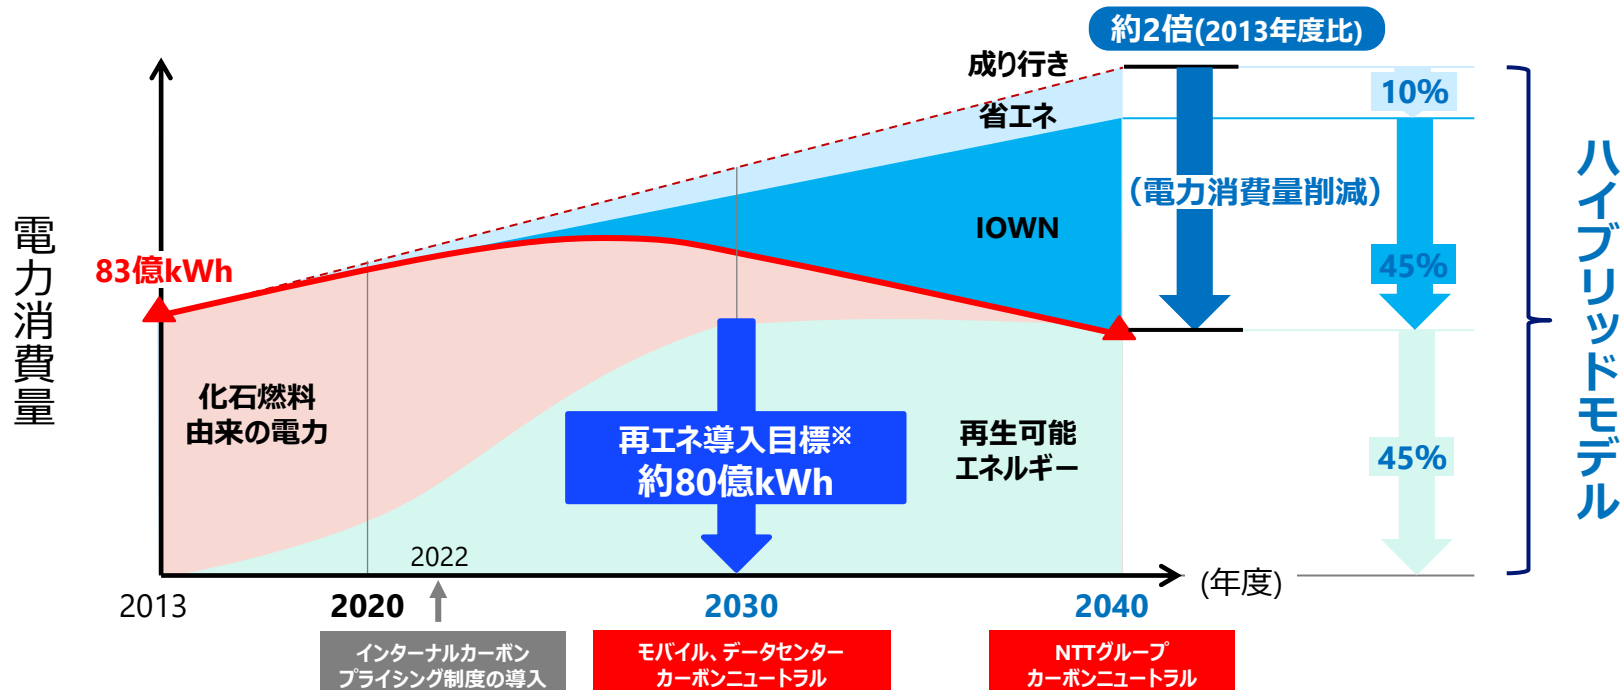 約2倍(2013年度比)
成り行き
10%
省エネ
ハイブリッドモデル
(電力消費量削減)
電力消費量
IOWN
83億kWh
45%
化石燃料
由来の電力
再エネ導入目標※
約80億kWh
再生可能
エネルギー
45%
2022
(年度)
2013
2020
2030
2040
インターナルカーボン
プライシング制度の導入
モバイル、データセンター
カーボンニュートラル
NTTグループ
カーボンニュートラル